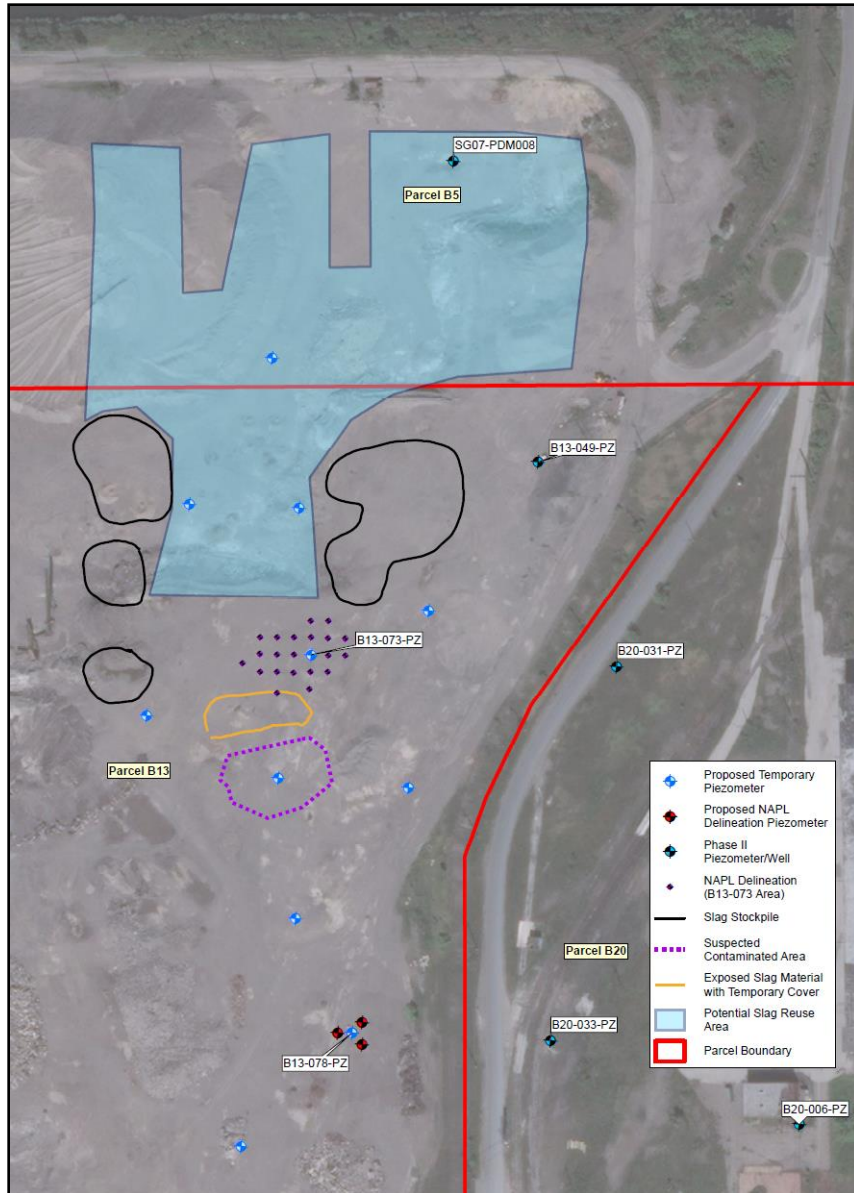 SG07-PDM008
Parcel B5
B13-049-PZ
B13-073-PZ
B20-031-PZ
Parcel B13
Proposed Temporary
Piezometer
Proposed NAPL
Delineation Piezometer
Phase II
Piezometer/Well
NAPL Delineation
(B13-073 Area)
Slag Stockpile
Suspected
Contaminated Area
Exposed Slag Material
with Temporary Cover
Potential Slag Reuse
Area
Parcel Boundary
Parcel B20
B20-033-PZ
B13-078-PZ
B20-006-PZ